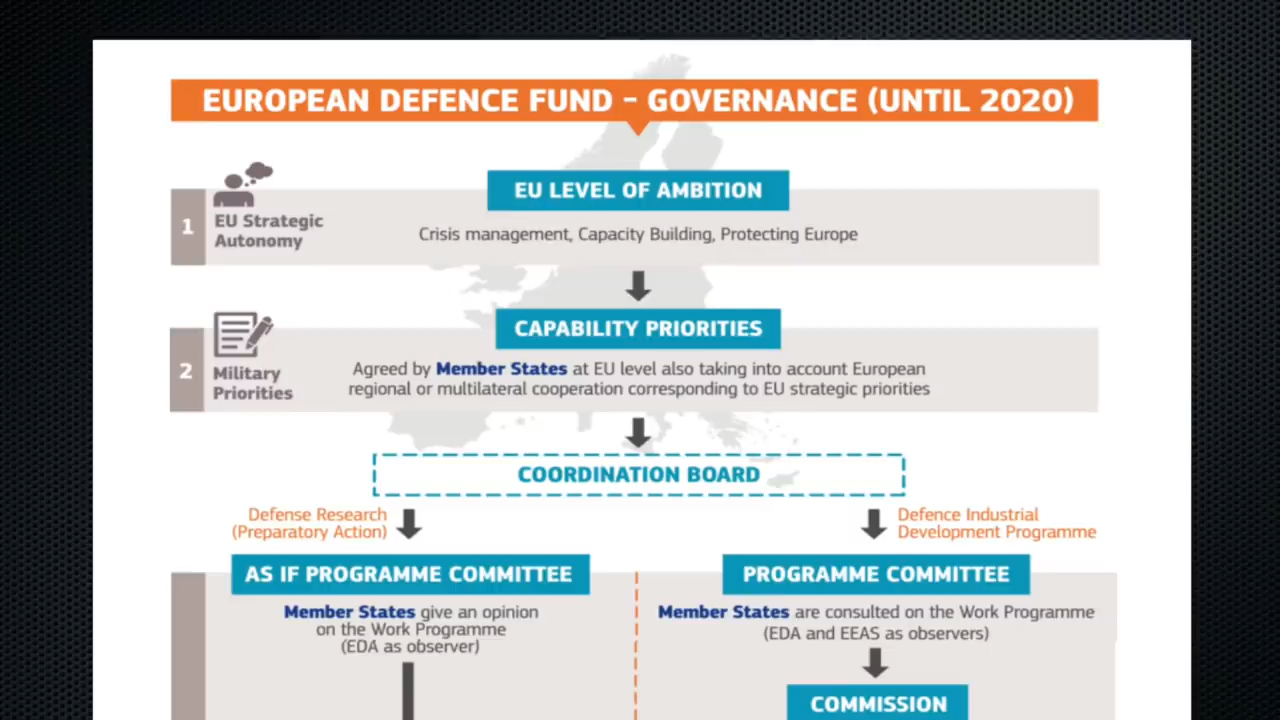 EUROPEAN DEFENCE FUND – GOVERNANCE (UNTIL 2020)
EU LEVEL OF AMBITION
1
EU Strategic
Autonomy
Crisis management, Capacity Building, Protecting Europe
CAPABILITY PRIORITIES
2
Military
Priorities
Agreed by Member States at EU level also taking into account European
regional or multilateral cooperation corresponding to EU strategic priorities
COORDINATION BOARD
Defense Research
(Preparatory Action)
Defence Industrial
Development Programme
AS IF PROGRAMME COMMITTEE
Member States give an opinion
on the Work Programme
(EDA as observer)
PROGRAMME COMMITTEE
Member States are consulted on the Work Programme
(EDA and EEAS as observers)
COMMISSION